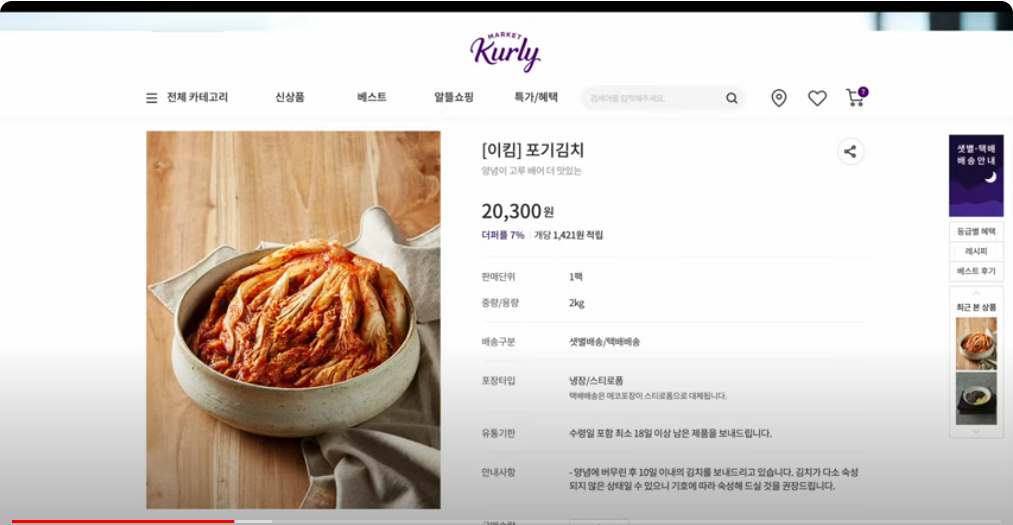 MARKET
Kurly
전체 카테고리 신상품 베스트 알뜰쇼핑 특가/혜택 검색어를 입력해주세요. 7
[이킴] 포기김치
양념이 고루 배어 더 맛있는
20,300원
더퍼플 7% 개당 1,421원 적립
판매단위 1팩
중량/용량 2kg
배송구분 샛별배송/택배배송
포장타입 냉장/스티로폼
택배배송은 에코포장이 스티로폼으로 대체됩니다.
유통기한 수령일 포함 최소 18일 이상 남은 제품을 보내드립니다.
안내사항 - 양념에 버무린 후 10일 이내의 김치를 보내드리고 있습니다. 김치가 다소 숙성
되지 않은 상태일 수 있으니 기호에 따라 숙성해 드실 것을 권장드립니다.
샛별·택배
배송안내
등급별 혜택
레시피
베스트 후기
최근 본 상품